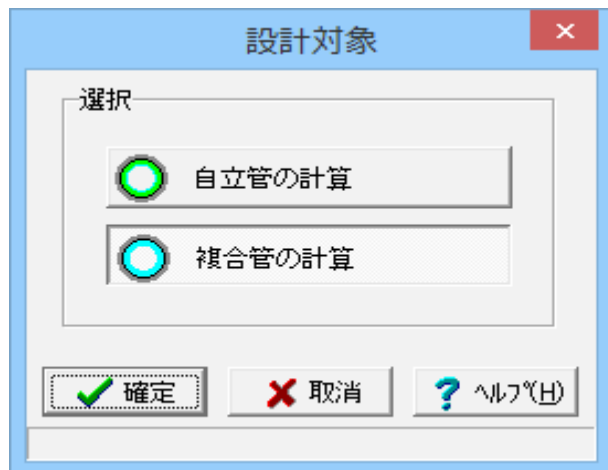 設計対象
選択
自立管の計算
複合管の計算
確定
取消
ﾍﾙﾌﾟ(H)